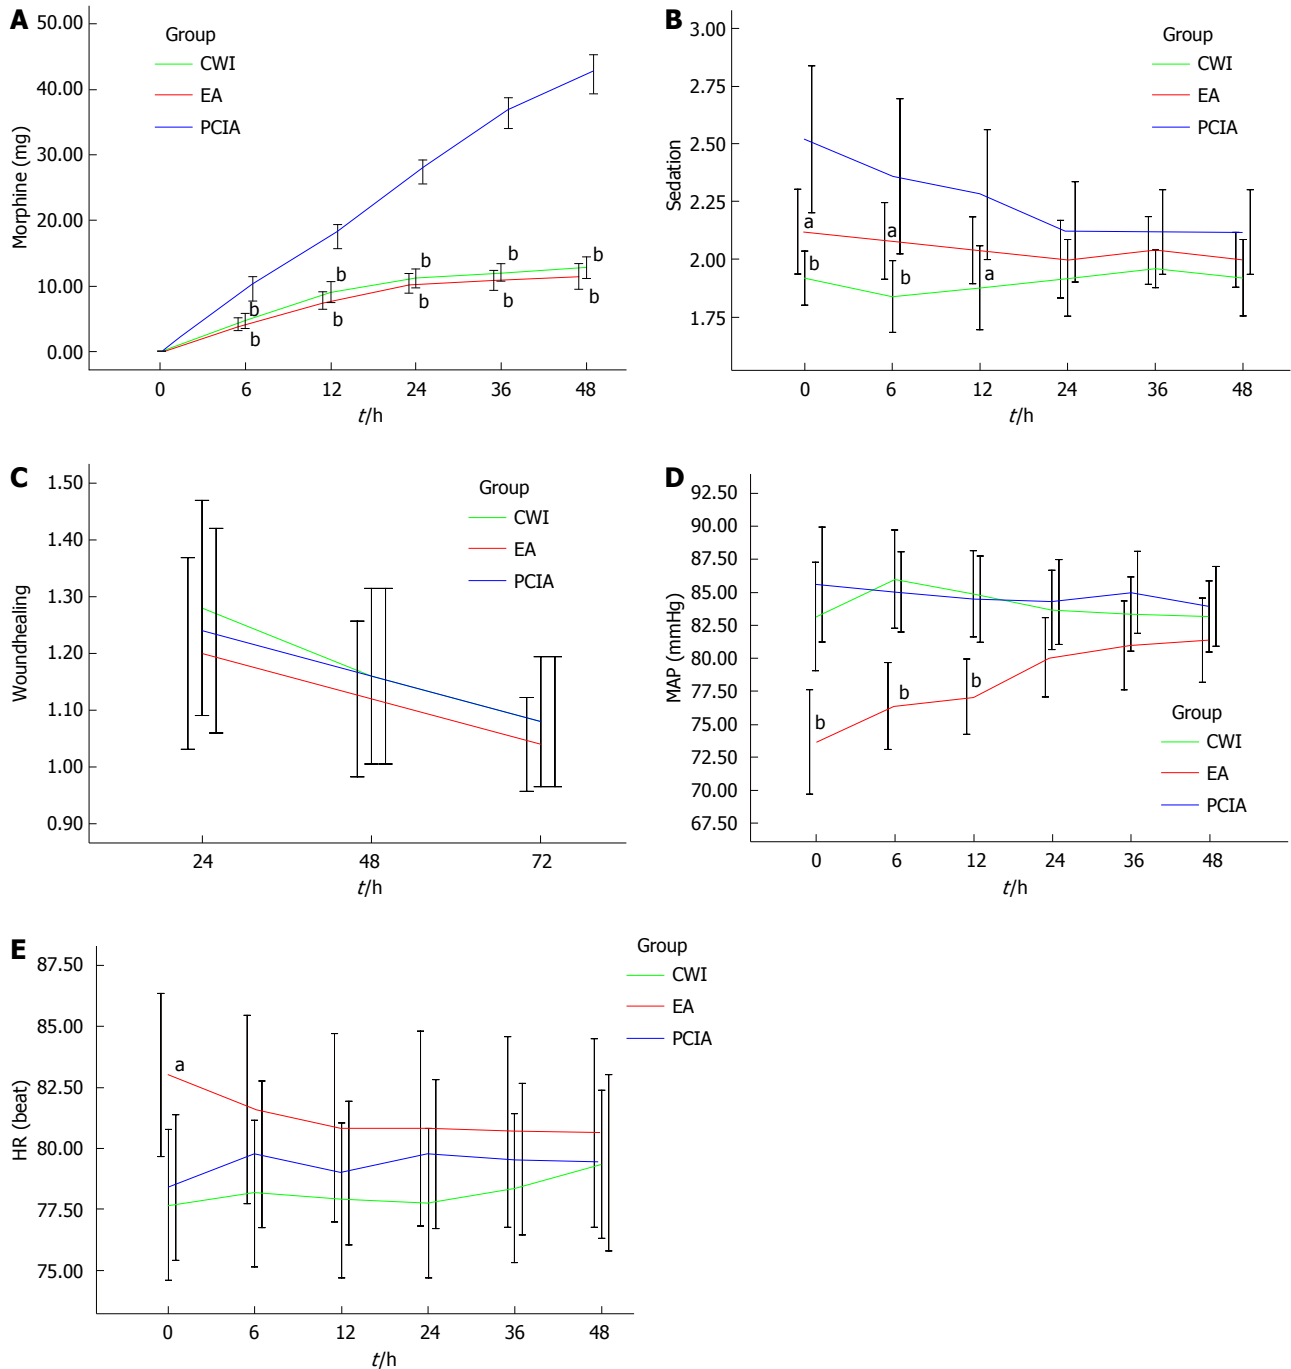 A
Group
CWI
EA
PCIA
Morphine (mg)
50.00
40.00
30.00
20.00
10.00
0.00
b
b
b
b
b
b
b
b
b
b
0
6
12
24
36
48
t/h
B
Group
CWI
EA
PCIA
Sedation
3.00
2.75
2.50
2.25
2.00
1.75
a
a
b
b
a
0
6
12
24
36
48
t/h
C
Group
CWI
EA
PCIA
Woundhealing
1.50
1.40
1.30
1.20
1.10
1.00
0.90
24
48
72
t/h
D
Group
CWI
EA
PCIA
MAP (mmHg)
92.50
90.00
87.50
85.00
82.50
80.00
77.50
75.00
72.50
70.00
67.50
b
b
b
0
6
12
24
36
48
t/h
E
Group
CWI
EA
PCIA
HR (beat)
87.50
85.00
82.50
80.00
77.50
75.00
a
0
6
12
24
36
48
t/h